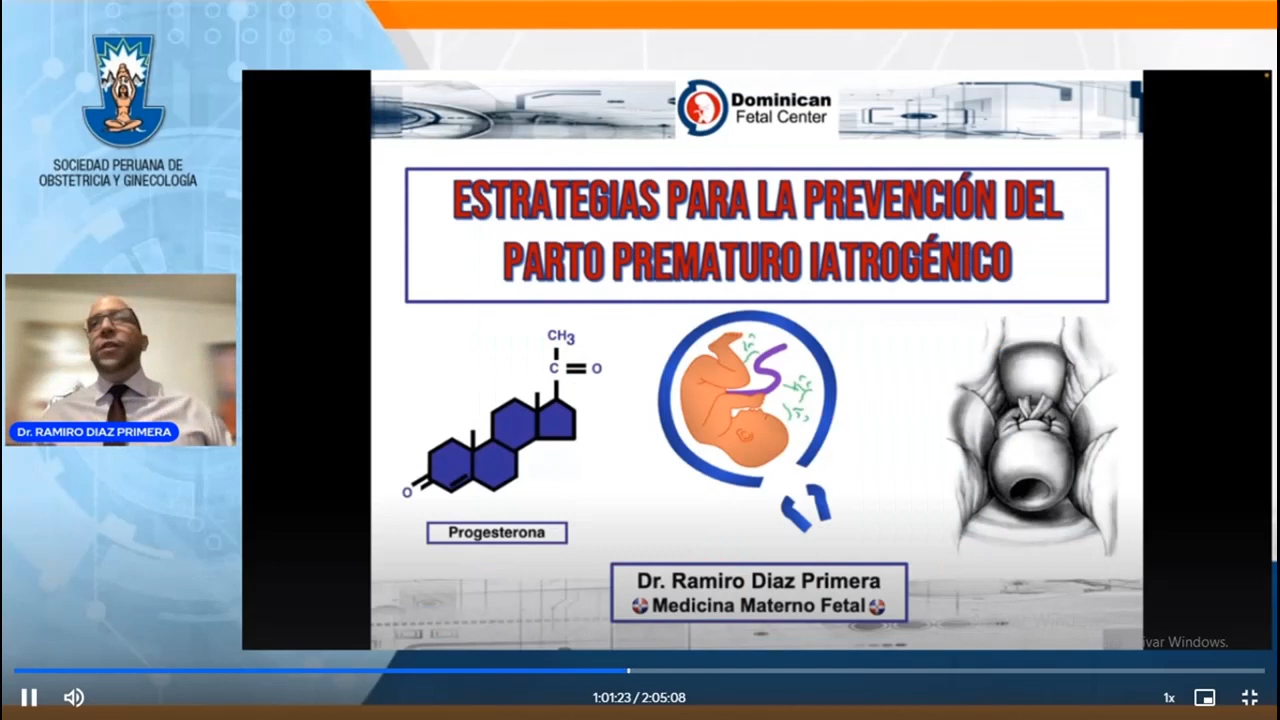 SOCIEDAD PERUANA DE
OBSTETRICIA Y GINECOLOGÍA
Dr. RAMIRO DIAZ PRIMERA
Dominican
Fetal Center
ESTRATEGIAS PARA LA PREVENCIÓN DEL
PARTO PREMATURO IATROGÉNICO
CH3
C
O
O
Progesterona
Dr. Ramiro Diaz Primera
Medicina Materno Fetal
Windows.
1:01:23 / 2:05:08
1x